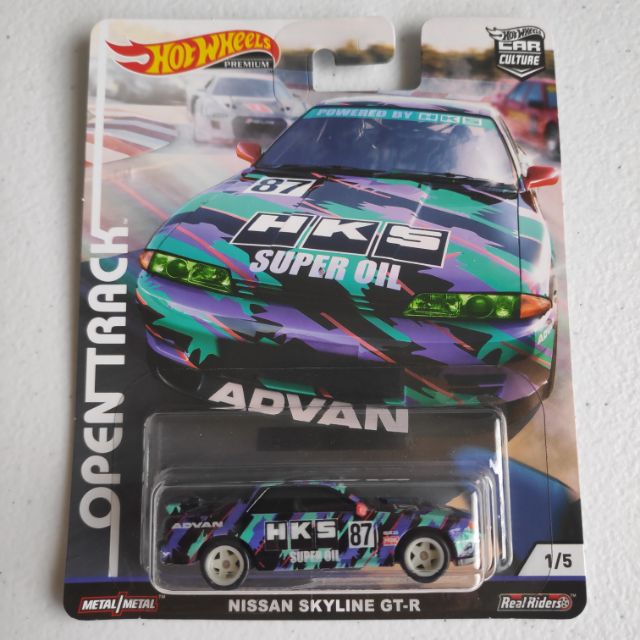 HOT WHEELS
PREMIUM
HOT WHEELS
CAR
CULTURE
POWERED BY HKS
87
HKS
SUPER OIL
ADVAN
OPEN TRACK
ADVAN
HKS
87
SUPER OIL
1/5
METAL/METAL™
NISSAN SKYLINE GT-R
Real Riders